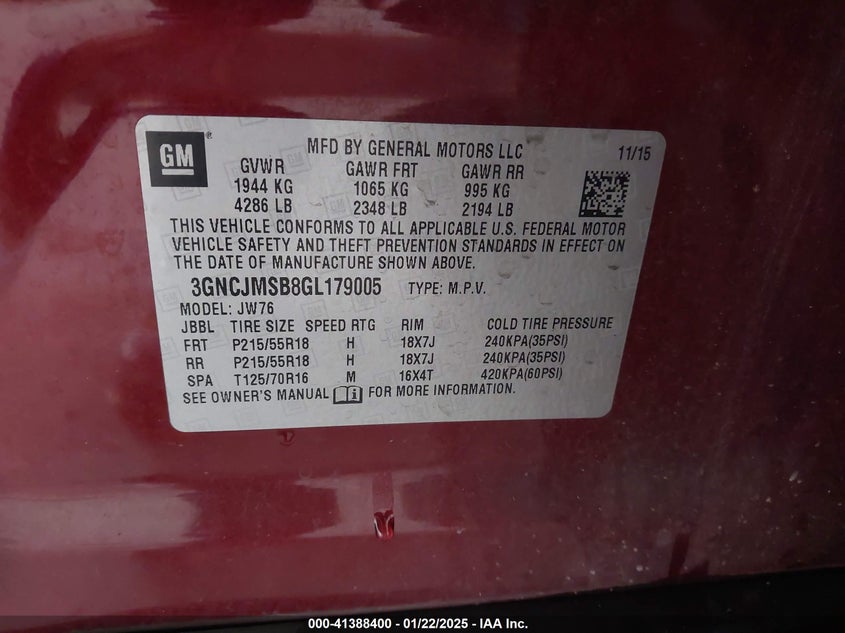 GM ®
MFD BY GENERAL MOTORS LLC 11/15
GVWR GAWR FRT GAWR RR
1944 KG 1065 KG 995 KG
4286 LB 2348 LB 2194 LB
THIS VEHICLE CONFORMS TO ALL APPLICABLE U.S. FEDERAL MOTOR
VEHICLE SAFETY AND THEFT PREVENTION STANDARDS IN EFFECT ON
THE DATE OF MANUFACTURE SHOWN ABOVE.
3GNCJMSB8GL179005 TYPE: M.P.V.
MODEL: JW76
JBBL TIRE SIZE SPEED RTG RIM COLD TIRE PRESSURE
FRT P215/55R18 H 18X7J 240KPA(35PSI)
RR P215/55R18 H 18X7J 240KPA(35PSI)
SPA T125/70R16 M 16X4T 420KPA(60PSI)
SEE OWNER'S MANUAL FOR MORE INFORMATION.
000-41388400 - 01/22/2025 - © IAA Inc.